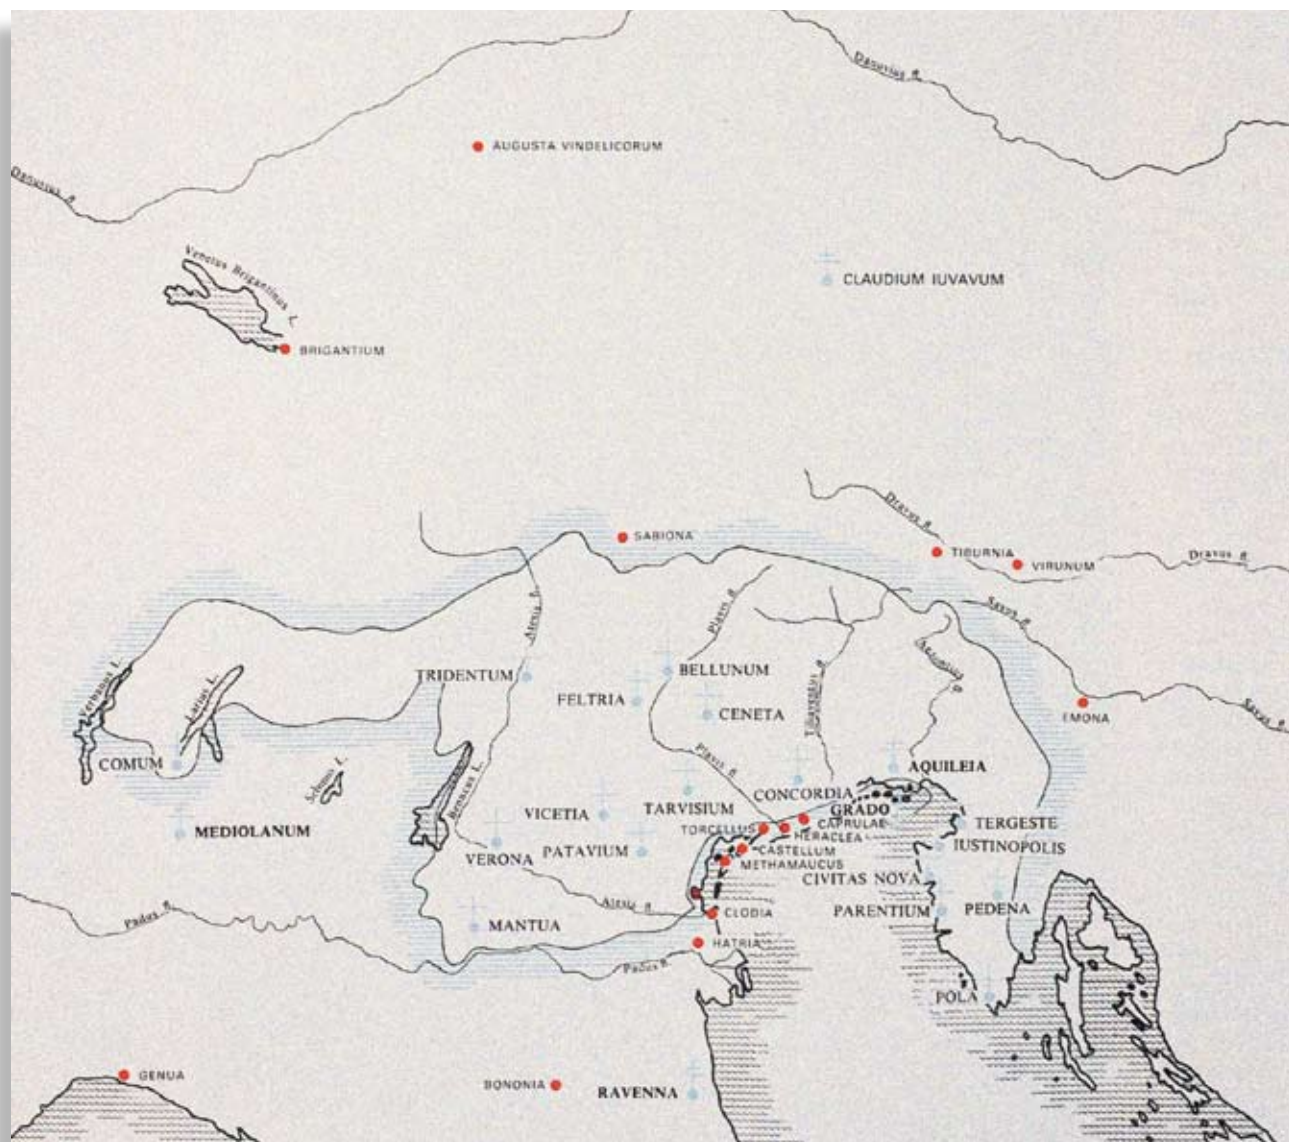 Danuvius fl.
AUGUSTA VINDELICORUM
Danuvius fl.
Venetus Brigantinus L.
CLAUDIUM IUVAVUM
BRIGANTIUM
Dravus fl.
SABIONA
TIBURNIA
VIRUNUM
Dravus fl.
Atesis fl.
Plavis fl.
Savus fl.
Verbanus L.
Larius L.
TRIDENTUM
BELLUNUM
FELTRIA
CENETA
EMONA
Savus fl.
COMUM
Plavis fl.
AQUILEIA
Benacus L.
CONCORDIA
VICETIA
TARVISIUM
GRADO
MEDIOLANUM
TORCELLUS
CAPRULAE
TERGESTE
HERACLEA
VERONA
PATAVIUM
CASTELLUM
IUSTINOPOLIS
METHAMAUCUS
CIVITAS NOVA
Padus fl.
Atesis fl.
CLODIA
PARENTIUM
PEDENA
MANTUA
HATRIA
Padus fl.
POLA
GENUA
BONONIA
RAVENNA